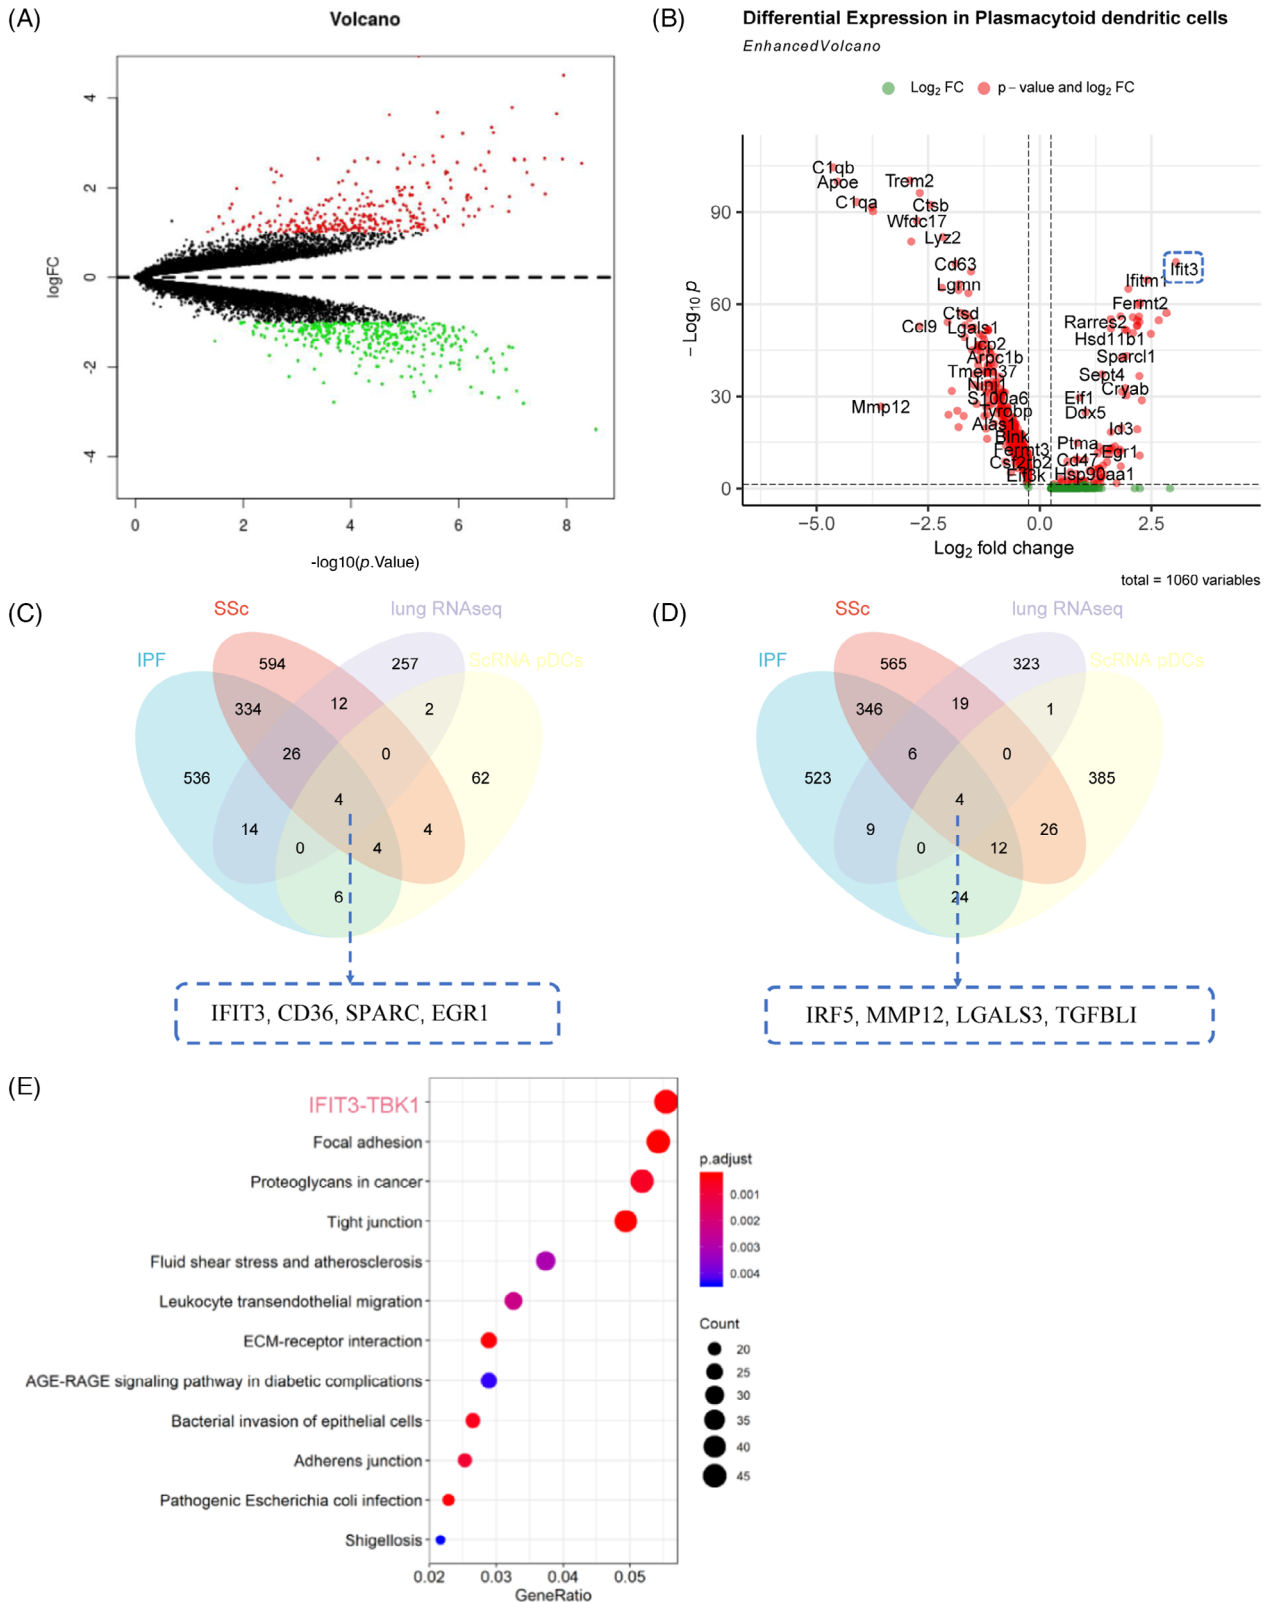 (A)
Volcano
logFC
4
2
0
-2
-4
0
2
4
6
8
-log10(p.Value)
(B)
Differential Expression in Plasmacytoid dendritic cells
EnhancedVolcano
Log2 FC
p – value and log2 FC
– Log10 p
90
60
30
0
C1qb
Apoe
C1qa
Trem2
Ctsb
Wfdc17
Lyz2
Cd63
Lgmn
Ctsd
Ccl9
Lgals1
Ucp2
Arpc1b
Tmem37
Ninj1
S100a6
Mmp12
Tyrobp
Alas1
Blnk
Fermt3
Csf2rb2
Eif3k
Ifit3
Ifitm1
Fermt2
Rarres2
Hsd11b1
Sparcl1
Sept4
Cryab
Eif1
Ddx5
Id3
Ptma
Egr1
Cd47
Hsp90aa1
−5.0
−2.5
0.0
2.5
Log2 fold change
total = 1060 variables
(C)
SSc
lung RNAseq
IPF
ScRNA pDCs
594
257
334
12
2
26
0
536
62
4
14
4
0
4
6
IFIT3, CD36, SPARC, EGR1
(D)
SSc
lung RNAseq
IPF
ScRNA pDCs
565
323
346
19
1
6
0
523
385
4
9
26
0
12
24
IRF5, MMP12, LGALS3, TGFBLI
(E)
IFIT3-TBK1
Focal adhesion
Proteoglycans in cancer
Tight junction
Fluid shear stress and atherosclerosis
Leukocyte transendothelial migration
ECM-receptor interaction
AGE-RAGE signaling pathway in diabetic complications
Bacterial invasion of epithelial cells
Adherens junction
Pathogenic Escherichia coli infection
Shigellosis
0.02
0.03
0.04
0.05
GeneRatio
p.adjust
0.001
0.002
0.003
0.004
Count
20
25
30
35
40
45